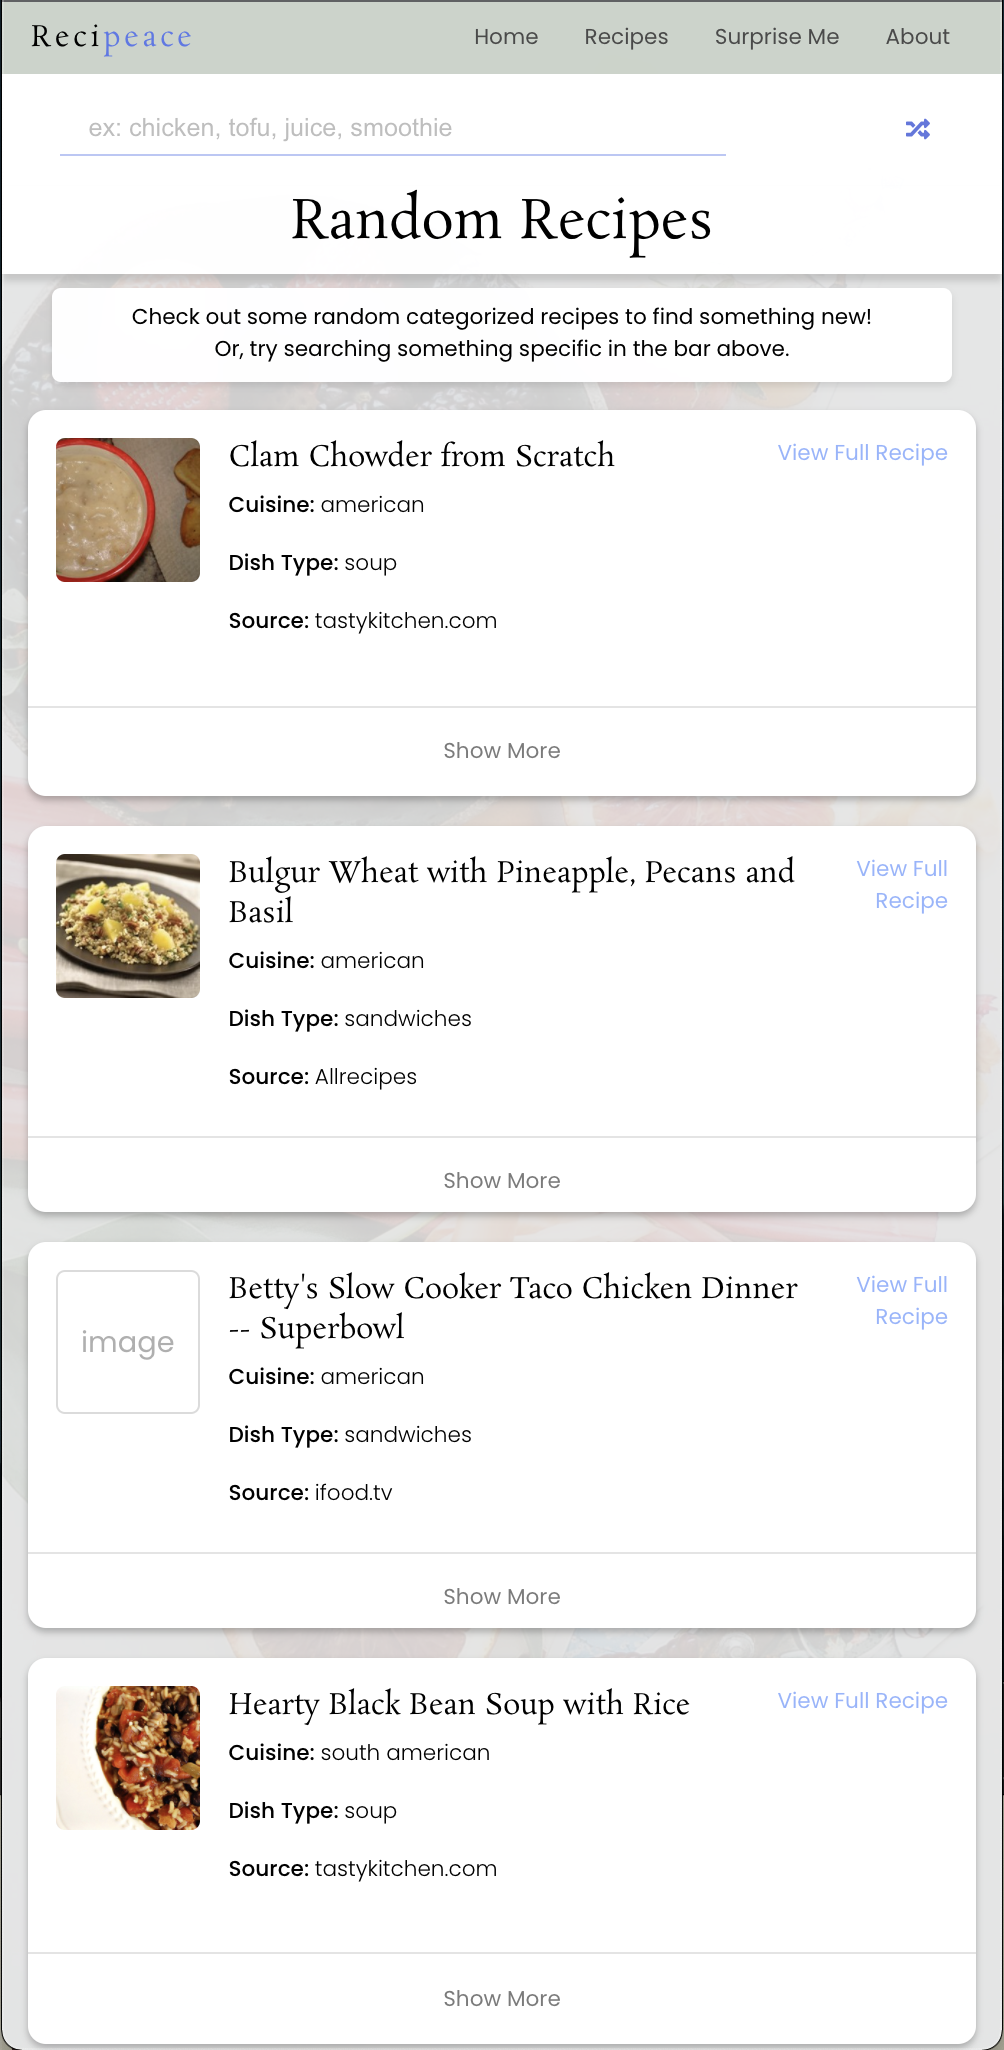 Recipeace
Home Recipes Surprise Me About
ex: chicken, tofu, juice, smoothie
Random Recipes
Check out some random categorized recipes to find something new!
Or, try searching something specific in the bar above.
Clam Chowder from Scratch
View Full Recipe
Cuisine: american
Dish Type: soup
Source: tastykitchen.com
Show More
Bulgur Wheat with Pineapple, Pecans and
Basil
View Full
Recipe
Cuisine: american
Dish Type: sandwiches
Source: Allrecipes
Show More
image
Betty's Slow Cooker Taco Chicken Dinner
-- Superbowl
View Full
Recipe
Cuisine: american
Dish Type: sandwiches
Source: ifood.tv
Show More
Hearty Black Bean Soup with Rice
View Full Recipe
Cuisine: south american
Dish Type: soup
Source: tastykitchen.com
Show More